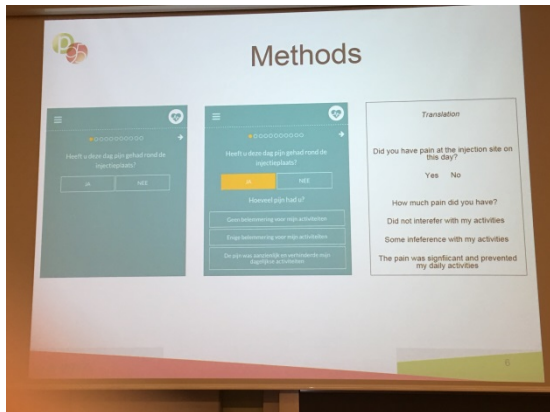 Methods
Heeft u deze dag pijn gehad rond de
injectieplaats?
JA NEE
Heeft u deze dag pijn gehad rond de
injectieplaats?
JA NEE
Hoeveel pijn had u?
Geen belemmering voor mijn activiteiten
Enige belemmering voor mijn activiteiten
De pijn was aanzienlijk en verhinderde mijn
dagelijkse activiteiten
Translation
Did you have pain at the injection site on
this day?
Yes No
How much pain did you have?
Did not interefer with my activities
Some infeference with my activities
The pain was signfiicant and prevented
my daily activities
6